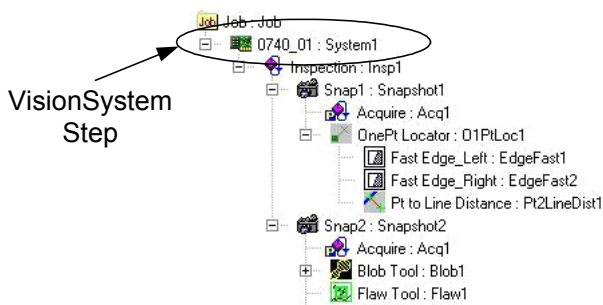 Job Job : Job
0740_01 : System1
Inspection : Insp1
Snap1 : Snapshot1
Acquire : Acq1
OnePt Locator : O1PtLoc1
Fast Edge_Left : EdgeFast1
Fast Edge_Right : EdgeFast2
Pt to Line Distance : Pt2LineDist1
Snap2 : Snapshot2
Acquire : Acq1
Blob Tool : Blob1
Flaw Tool : Flaw1
VisionSystem
Step